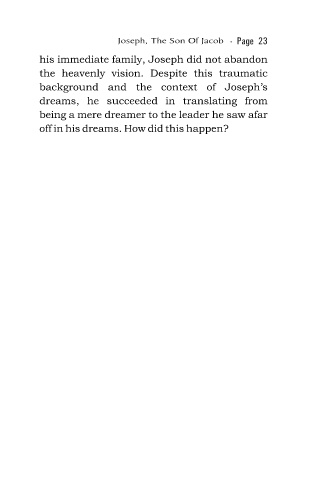 Joseph, The Son Of Jacob - Page 23
his immediate family, Joseph did not abandon
the heavenly vision. Despite this traumatic
background and the context of Joseph's
dreams, he succeeded in translating from
being a mere dreamer to the leader he saw afar
off in his dreams. How did this happen?